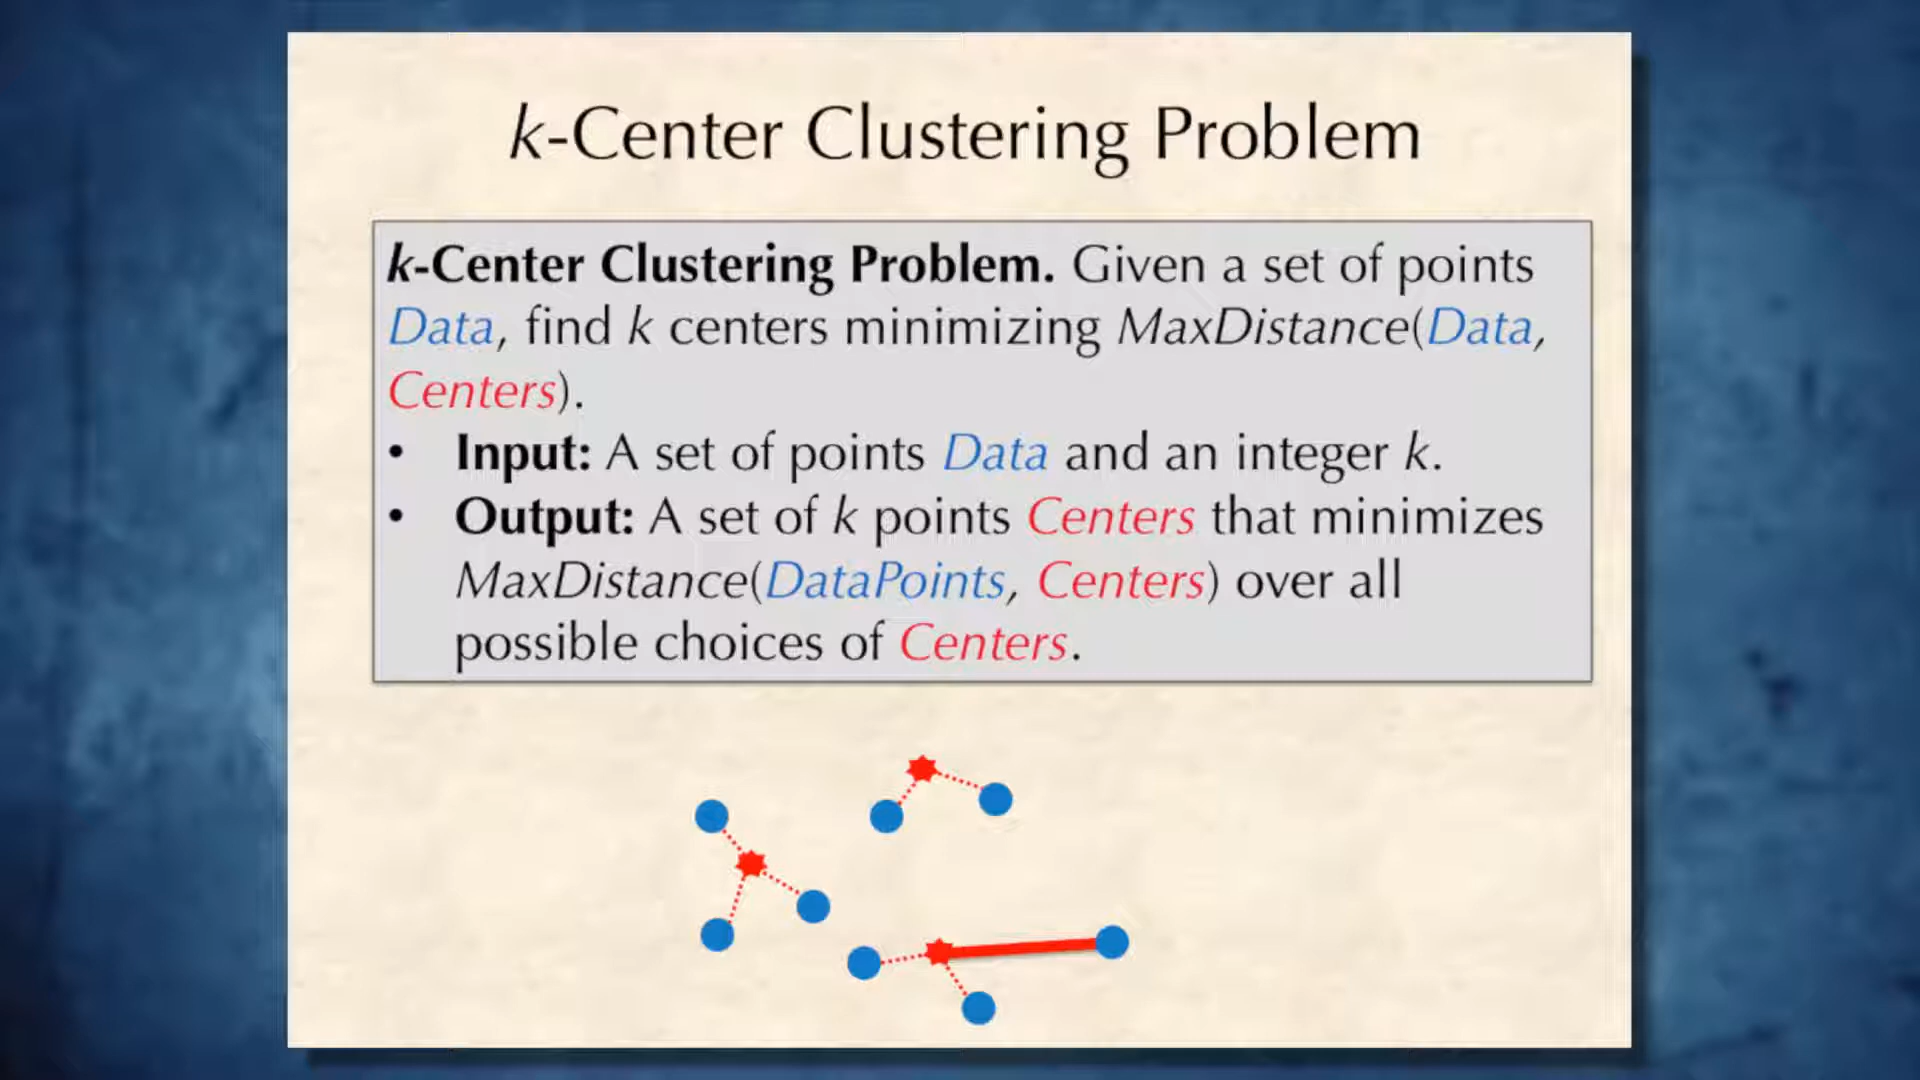 k-Center Clustering Problem
k-Center Clustering Problem. Given a set of points
Data, find k centers minimizing MaxDistance(Data,
Centers).
• Input: A set of points Data and an integer k.
• Output: A set of k points Centers that minimizes
MaxDistance(DataPoints, Centers) over all
possible choices of Centers.